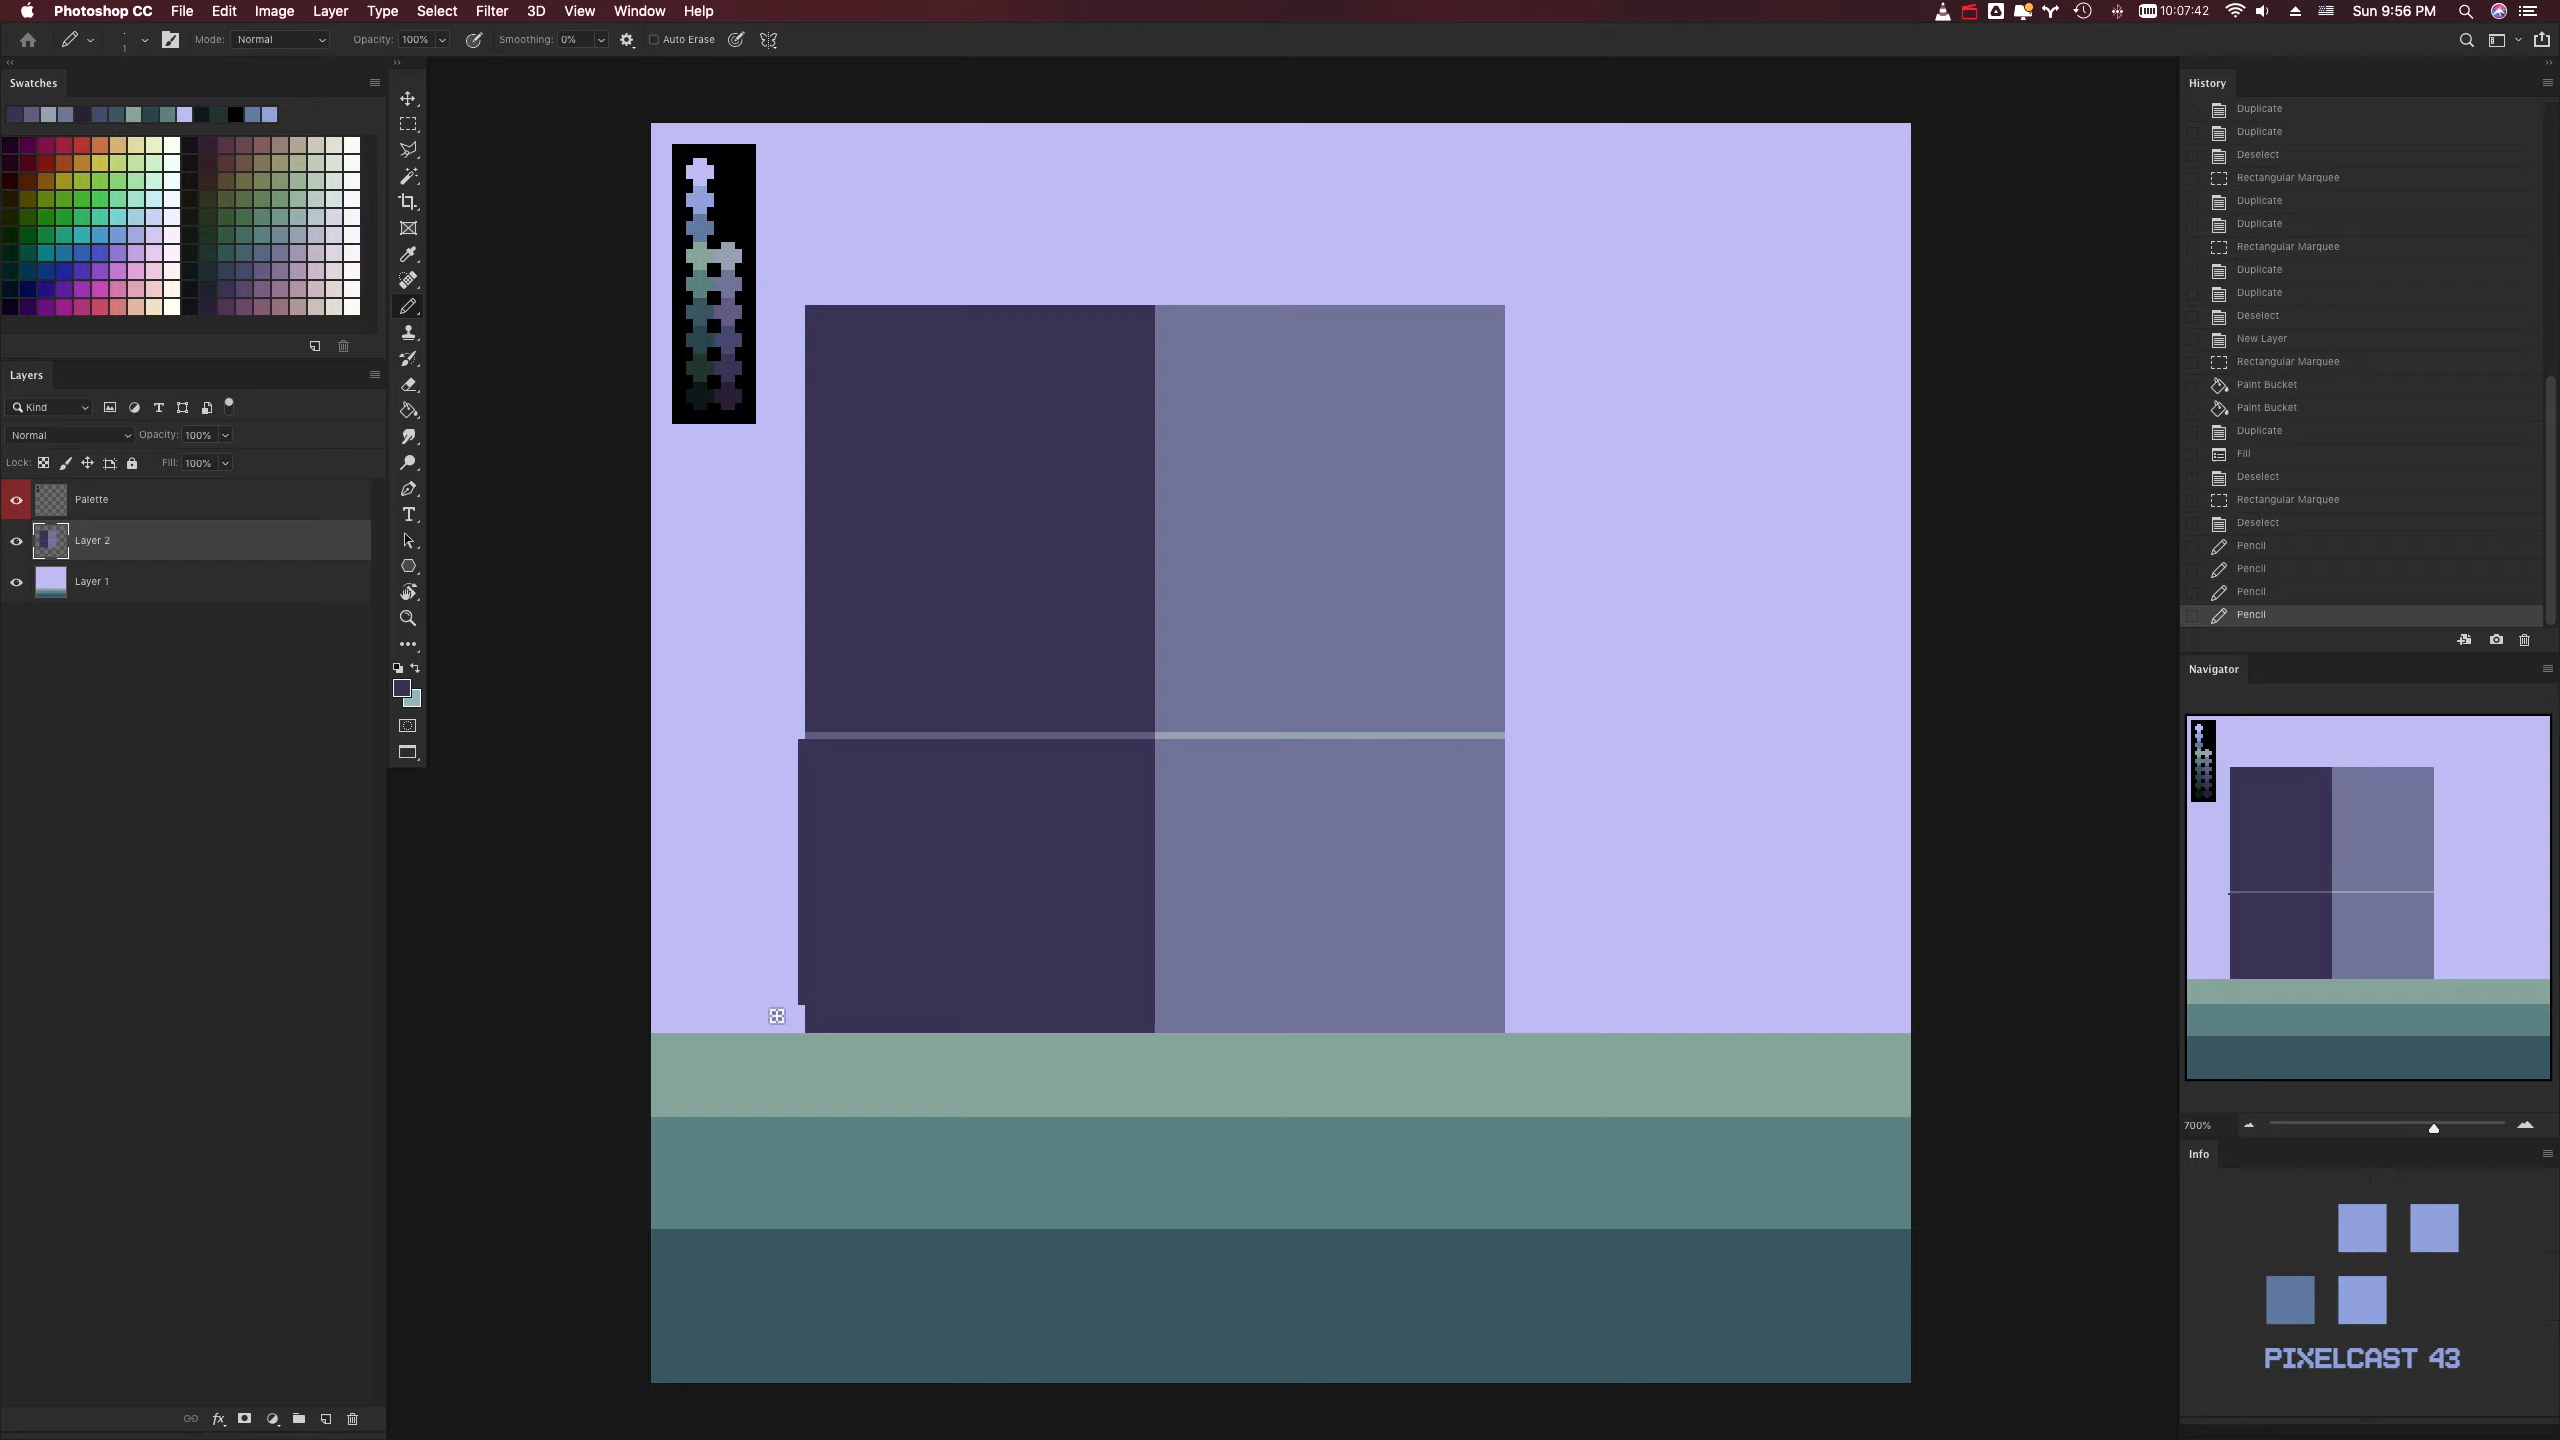 Photoshop CC File Edit Image Layer Type Select Filter 3D View Window Help 10:07:42 Sun 9:56 PM
1 Mode: Normal Opacity: 100% Smoothing: 0% Auto Erase
Swatches
Layers
Kind
Normal Opacity: 100%
Lock: Fill: 100%
Palette
Layer 2
Layer 1
fx
History
Duplicate
Duplicate
Deselect
Rectangular Marquee
Duplicate
Duplicate
Rectangular Marquee
Duplicate
Duplicate
Deselect
New Layer
Rectangular Marquee
Paint Bucket
Paint Bucket
Duplicate
Fill
Deselect
Rectangular Marquee
Deselect
Pencil
Pencil
Pencil
Pencil
Navigator
700%
Info
PIXELCAST 43